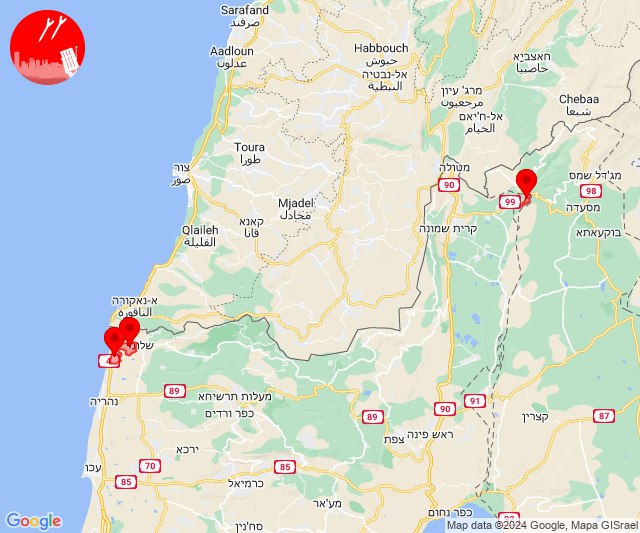 Sarafand
صرفند
Aadloun
عدلون
Habbouch
حبوش
אל-נבטיה
النبطية
חאצביא
حاصبيا
מרג' עיון
مرجعيون
Chebaa
شبعا
אל-ח'יאם
الخيام
Toura
طورا
צור
صور
מטולה
90
מג'דל שמס
98
99
מסעדה
Mjadel
مجادل
קאנא
قانا
Qlaileh
القليلة
קרית שמונה
בוקעאתא
א-נאקורה
الناقورة
שלומי
4
89
מעלות תרשיחא
נהריה
כפר ורדים
89
90
91
קצרין
87
ראש פינה
צפת
ירכא
עכו
70
85
85
כרמיאל
מע'אר
סח'נין
כפר נחום
Google
Map data ©2024 Google, Mapa GISrael